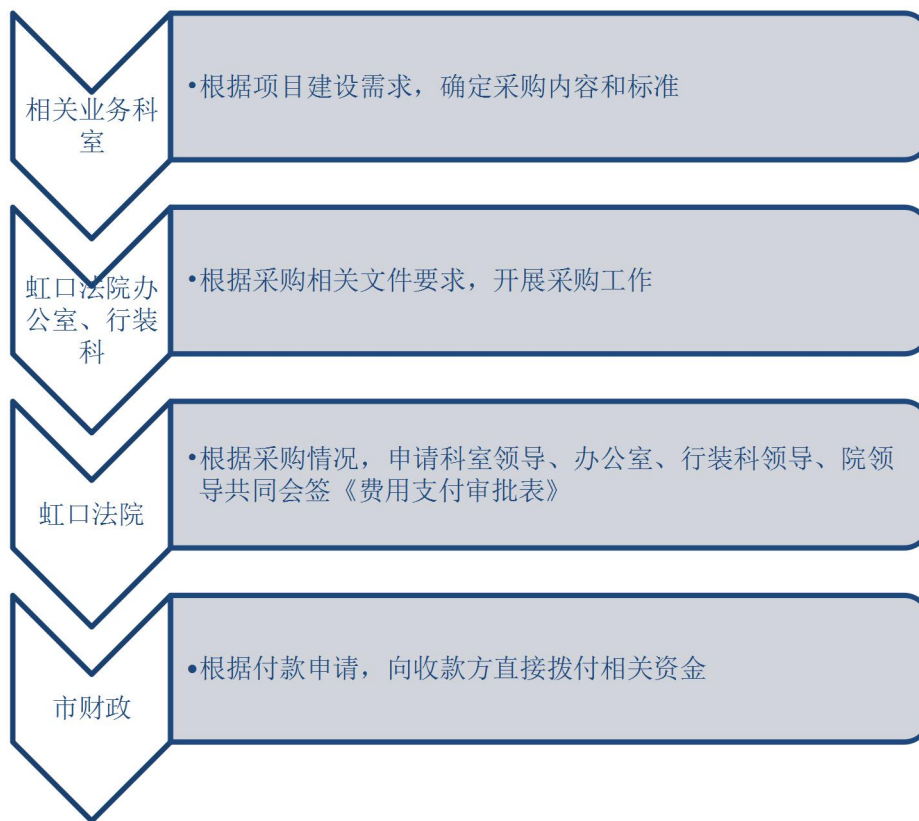 相关业务科
室
•根据项目建设需求，确定采购内容和标准
虹口法院办
公室、行装
科
•根据采购相关文件要求，开展采购工作
虹口法院
•根据采购情况，申请科室领导、办公室、行装科领导、院领
导共同会签《费用支付审批表》
市财政
•根据付款申请，向收款方直接拨付相关资金